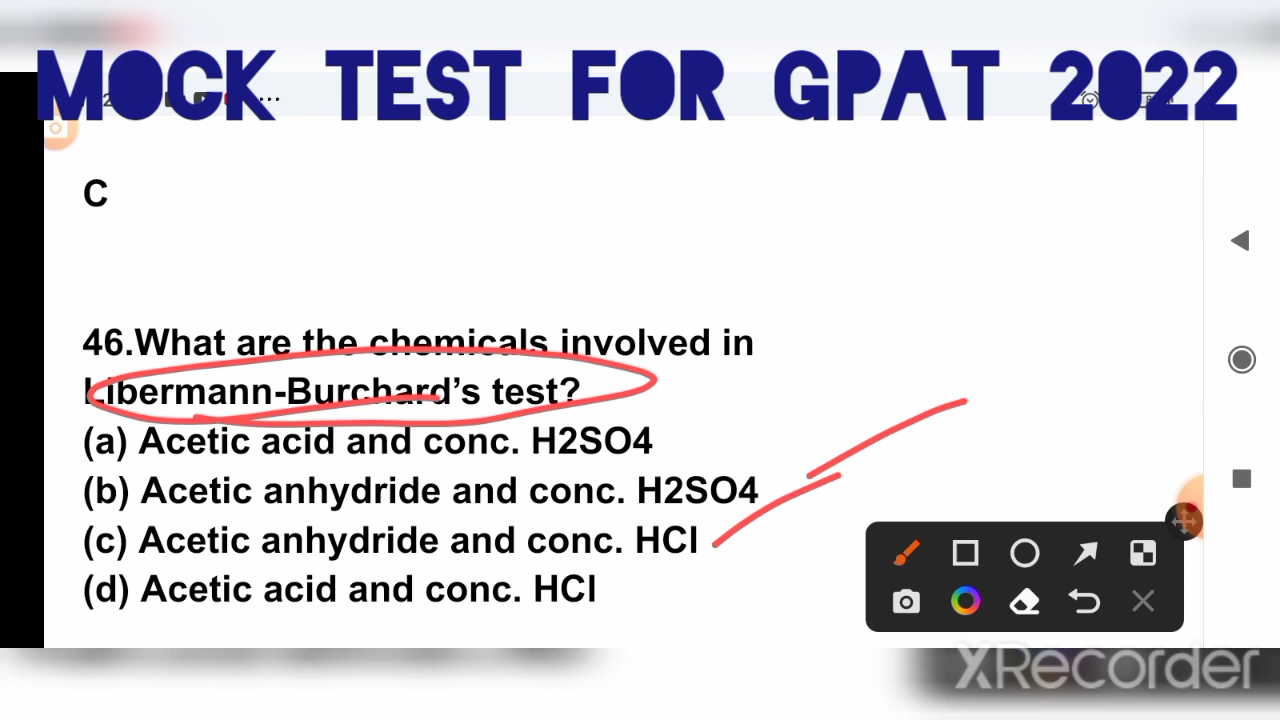 MOCK TEST FOR GPAT 2022
C
46.What are the chemicals involved in
Libermann-Burchard’s test?
(a) Acetic acid and conc. H2SO4
(b) Acetic anhydride and conc. H2SO4
(c) Acetic anhydride and conc. HCl
(d) Acetic acid and conc. HCl
XRecorder